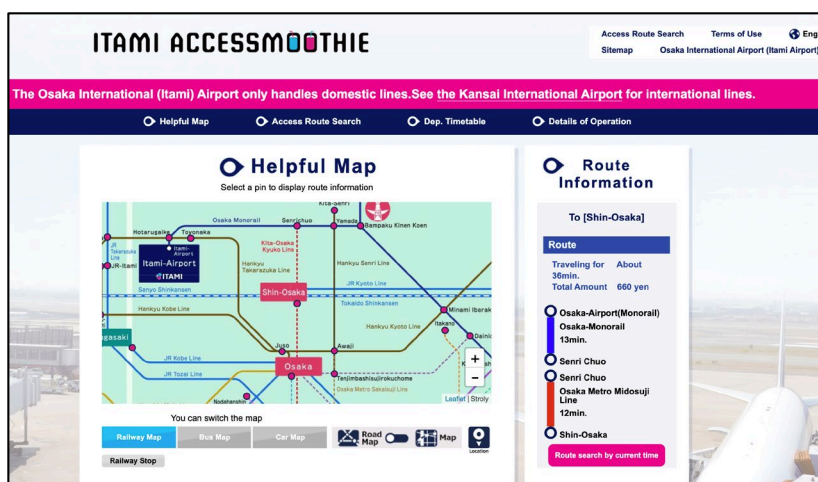 ITAMI ACCESSMOOTHIE
Access Route Search Terms of Use Eng
Sitemap Osaka International Airport (Itami Airport)
The Osaka International (Itami) Airport only handles domestic lines.See the Kansai International Airport for international lines.
Helpful Map Access Route Search Dep. Timetable Details of Operation
Helpful Map
Select a pin to display route information
Kita-Senri
Osaka Monorail
Senrichuo
Yamada
Bampaku Kinen Koen
Hotarugaike
Toyonaka
JR
Takarazuka
Line
Itami-
Airport
Itami-Airport
ITAMI
JR-Itami
Kita-Osaka
Kyuko Line
Hankyu
Takarazuka Line
Hankyu Senri Line
JR Kyoto Line
Sanyo Shinkansen
Shin-Osaka
Tokaido Shinkansen
Hankyu Kobe Line
Minami Ibarak
Itakano
Hankyu Kyoto Line
Dainic
gasaki
Juso
Awaji
JR Kobe Line
Osaka
JR Tozai Line
Tenjimbashisujirokuchome
Osaka Metro Sakaisuji Line
Nodahanshin
+
−
Leaflet | Stroly
You can switch the map
Railway Map Bus Map Car Map
Road
Map
Map
Location
Railway Stop
Route
Information
To [Shin-Osaka]
Route
Traveling for About
36min.
Total Amount 660 yen
Osaka-Airport(Monorail)
Osaka-Monorail
13min.
Senri Chuo
Senri Chuo
Osaka Metro Midosuji
Line
12min.
Shin-Osaka
Route search by current time